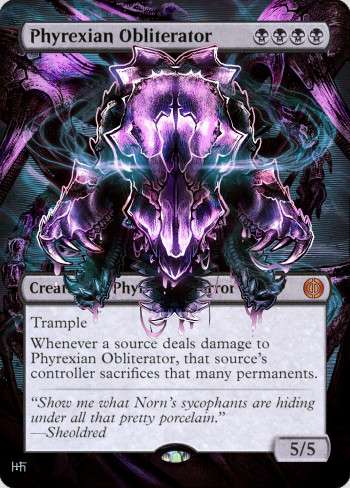 Phyrexian Obliterator
Trample
Whenever a source deals damage to
Phyrexian Obliterator, that source's
controller sacrifices that many permanents.
"Show me what Norn's sycophants are hiding
under all that pretty porcelain."
—Sheoldred
5/5